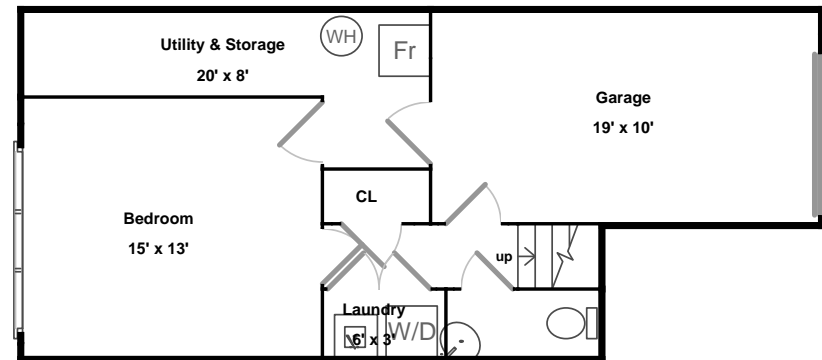 Utility & Storage
20' x 8'
WH
Fr
Garage
19' x 10'
CL
Bedroom
15' x 13'
up
Laundry
6' x 3'
W/D